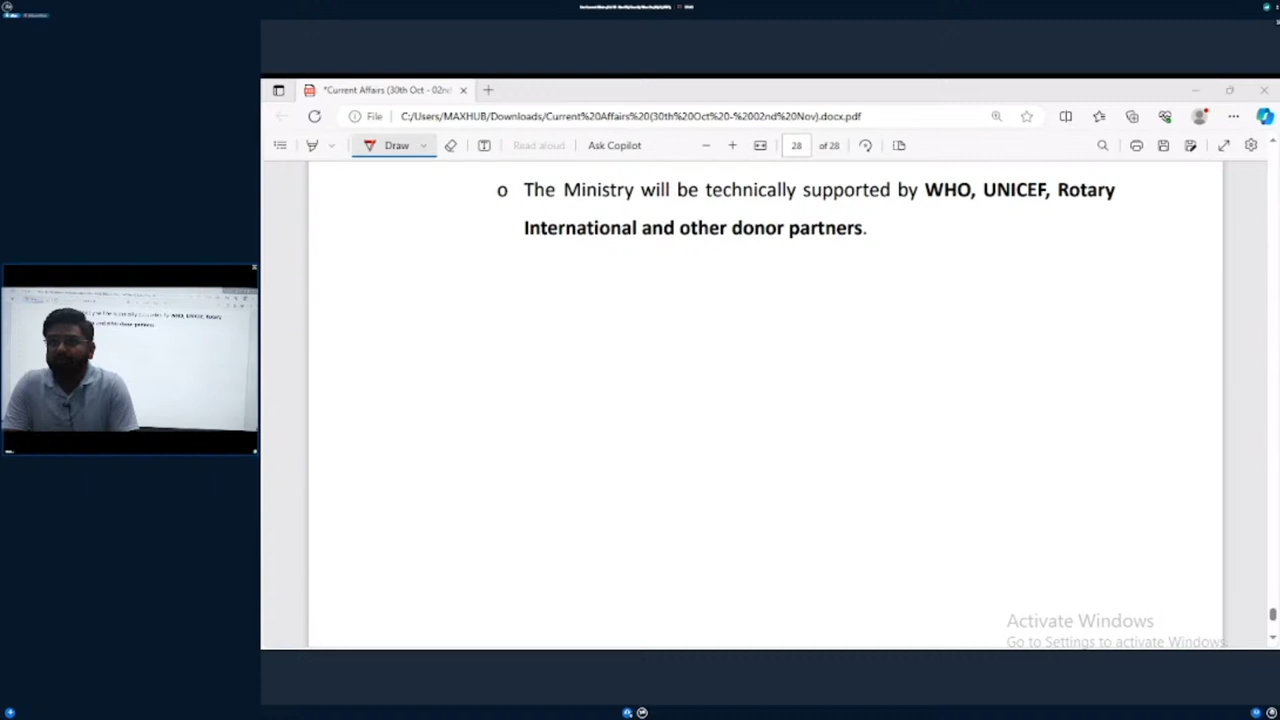 *Current Affairs (30th Oct - 02nd
File
C:/Users/MAXHUB/Downloads/Current%20Affairs%20(30th%20Oct%20-%2002nd%20Nov).docx.pdf
Draw
Read aloud
Ask Copilot
28
of 28
o The Ministry will be technically supported by WHO, UNICEF, Rotary
International and other donor partners.
Activate Windows
Go to Settings to activate Windows.